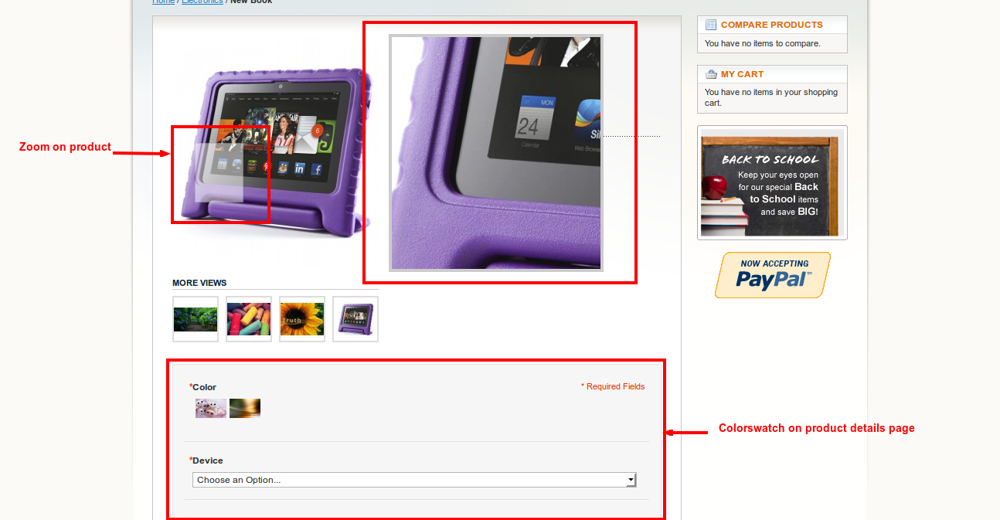 Home / Electronics / New Book
Zoom on product
6
MON
24
Calendar
Web Browser
MORE VIEWS
Truth
*Color
* Required Fields
*Device
Choose an Option...
Colorswatch on product details page
COMPARE PRODUCTS
You have no items to compare.
MY CART
You have no items in your shopping
cart.
BACK TO SCHOOL
Keep your eyes open
for our special Back
to School items
and save BIG!
NOW ACCEPTING
PayPal™